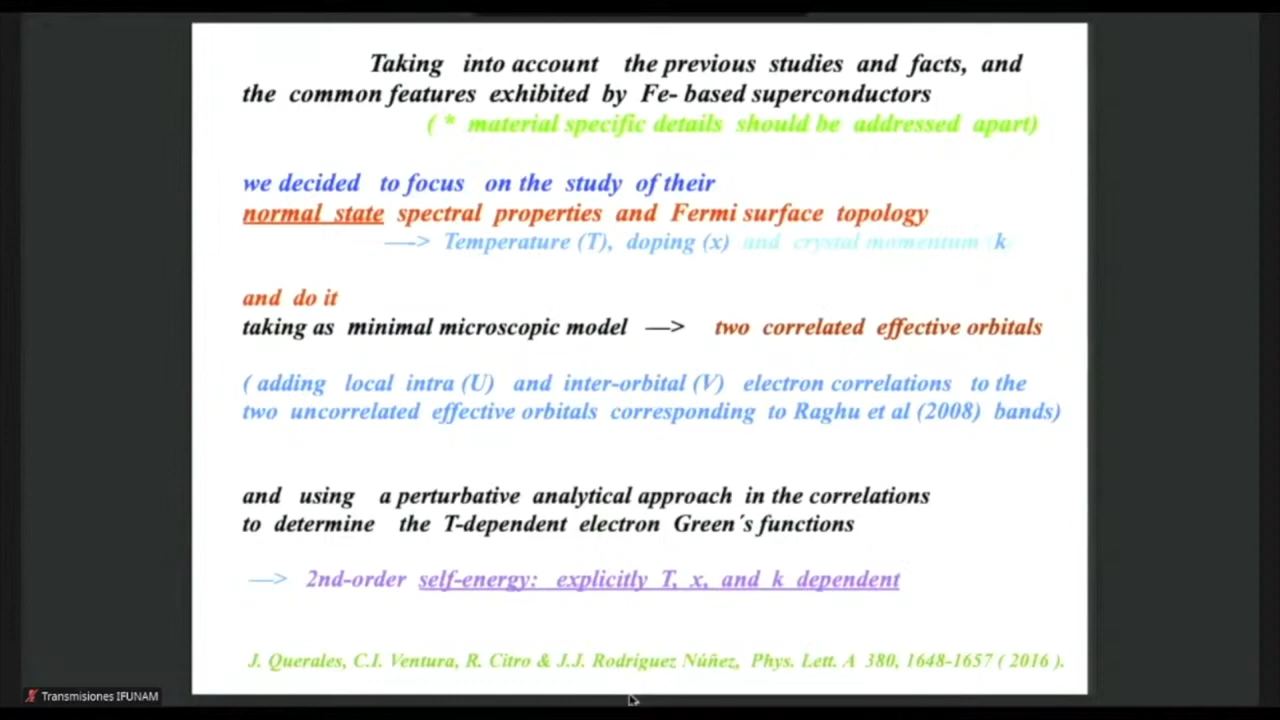 Taking into account the previous studies and facts, and
the common features exhibited by Fe- based superconductors
( * material specific details should be addressed apart)
we decided to focus on the study of their
normal state spectral properties and Fermi surface topology
—-> Temperature (T), doping (x) and crystal momentum (k)
and do it
taking as minimal microscopic model —-> two correlated effective orbitals
( adding local intra (U) and inter-orbital (V) electron correlations to the
two uncorrelated effective orbitals corresponding to Raghu et al (2008) bands)
and using a perturbative analytical approach in the correlations
to determine the T-dependent electron Green´s functions
—-> 2nd-order self-energy: explicitly T, x, and k dependent
J. Querales, C.I. Ventura, R. Citro & J.J. Rodríguez Núñez, Phys. Lett. A 380, 1648-1657 ( 2016 ).
Transmisiones IFUNAM